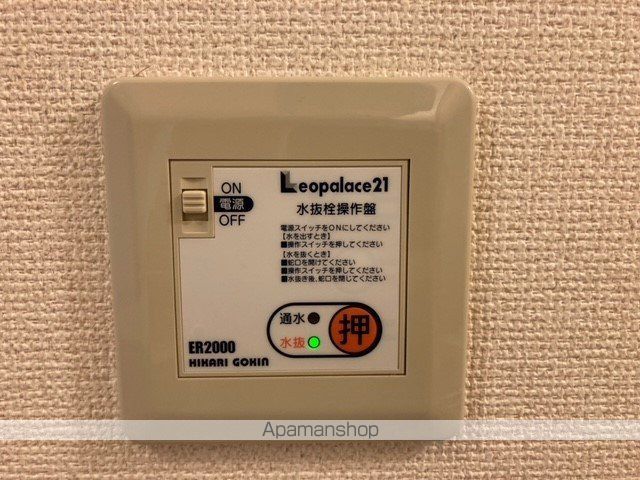 ON
電源
OFF
Leopalace21
水抜栓操作盤
電源スイッチをONにしてください
【水を出すとき】
■操作スイッチを押してください
【水を抜くとき】
■蛇口を開けてください
■操作スイッチを押してください
■水抜き後、蛇口を閉じてください
通水
水抜
押
ER2000
HIKARI GOKIN
Apamanshop